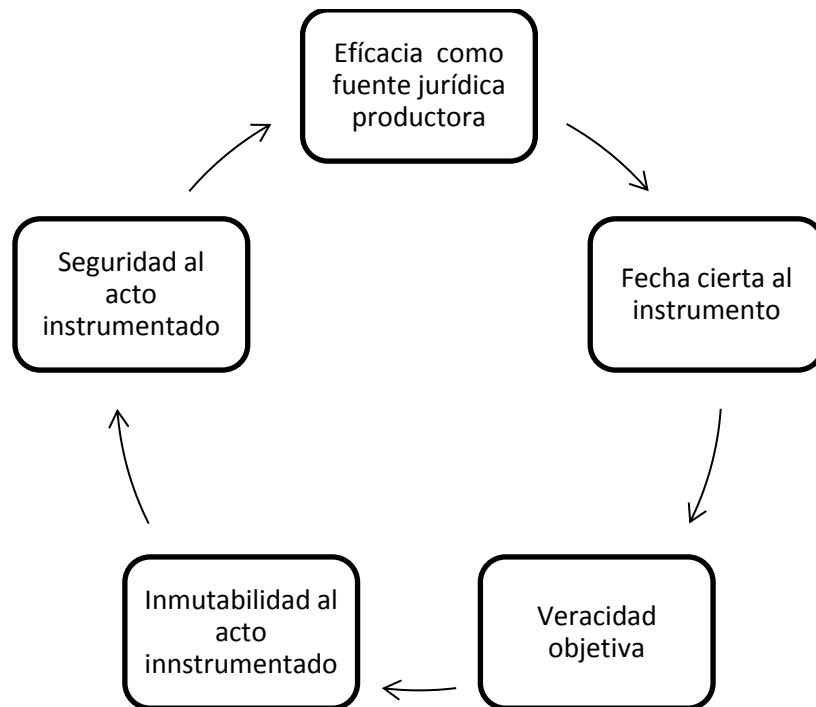 Efícacia  como
fuente jurídica
productora
Fecha cierta al
instrumento
Veracidad
objetiva
Inmutabilidad al
acto
innstrumentado
Seguridad al
acto
instrumentado